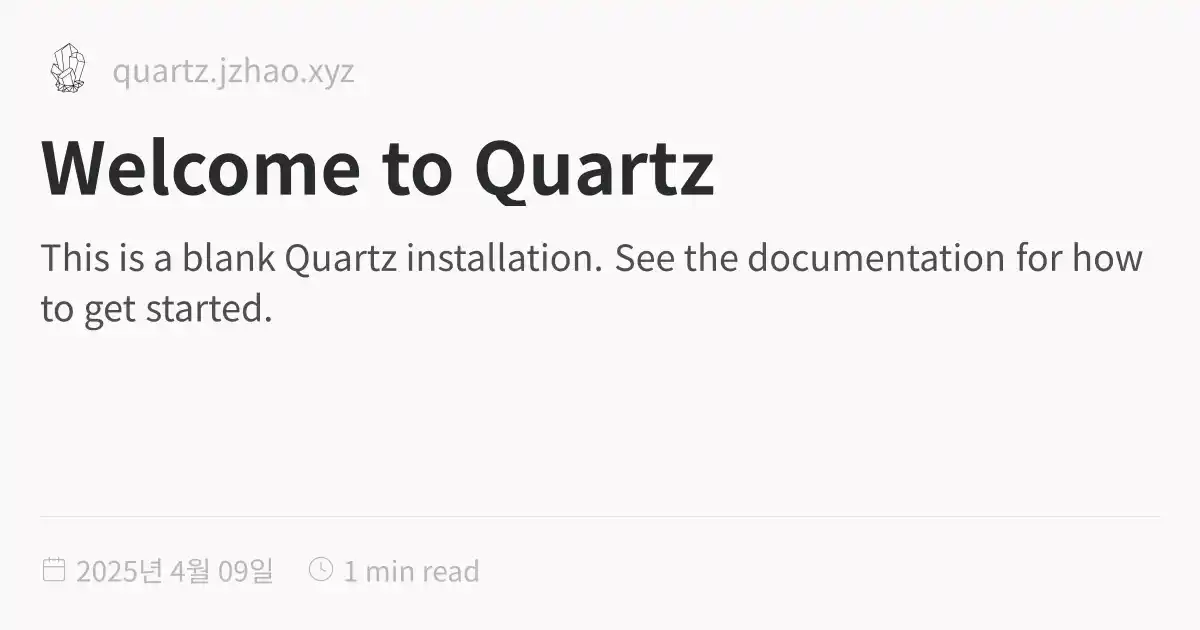 quartz.jzhao.xyz
Welcome to Quartz
This is a blank Quartz installation. See the documentation for how
to get started.
2025년 4월 09일 1 min read